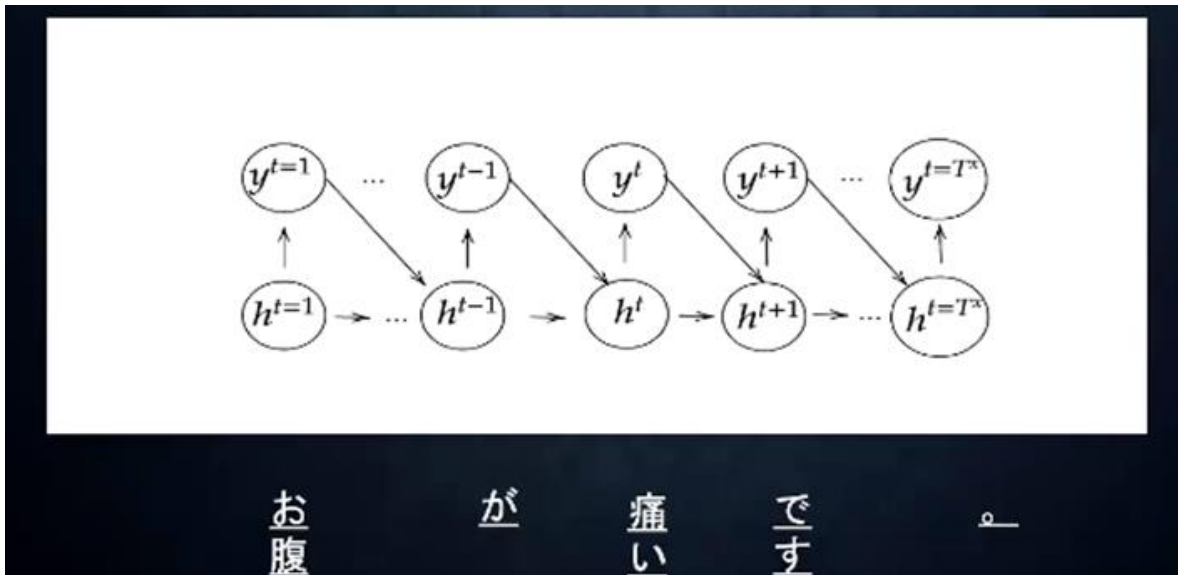 y^{t=1} ... y^{t-1} y^t y^{t+1} ... y^{t=T^x}
h^{t=1} ... h^{t-1} h^t h^{t+1} ... h^{t=T^x}
お腹 が 痛い です 。